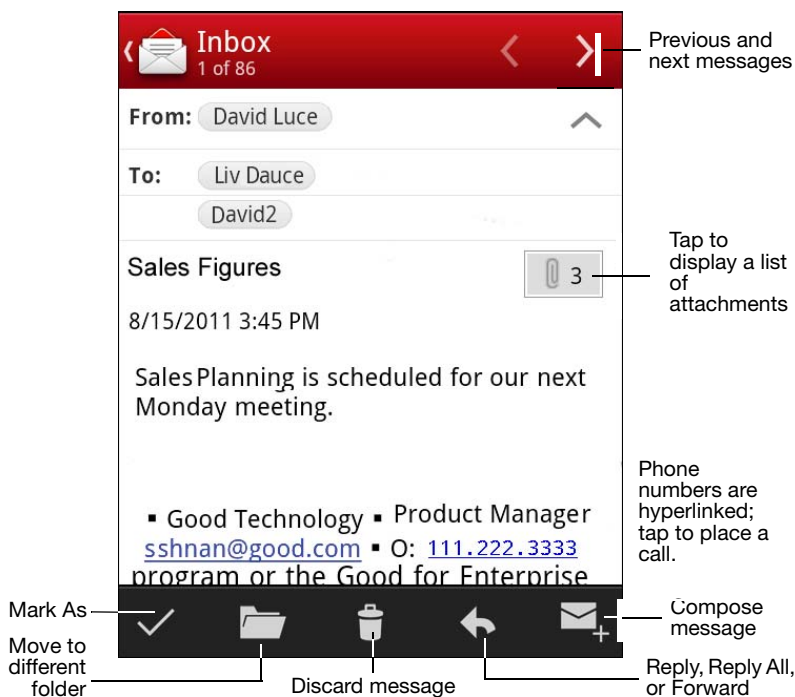 Inbox
1 of 86
Previous and
next messages
From: David Luce
To: Liv Dauce
David2
Sales Figures
3
Tap to
display a list
of
attachments
8/15/2011 3:45 PM
Sales Planning is scheduled for our next
Monday meeting.
Phone
numbers are
hyperlinked;
tap to place a
call.
▪ Good Technology ▪ Product Manager
sshnan@good.com ▪ O: 111.222.3333
program or the Good for Enterprise
Mark As
Compose
message
Move to
different
folder
Discard message
Reply, Reply All,
or Forward